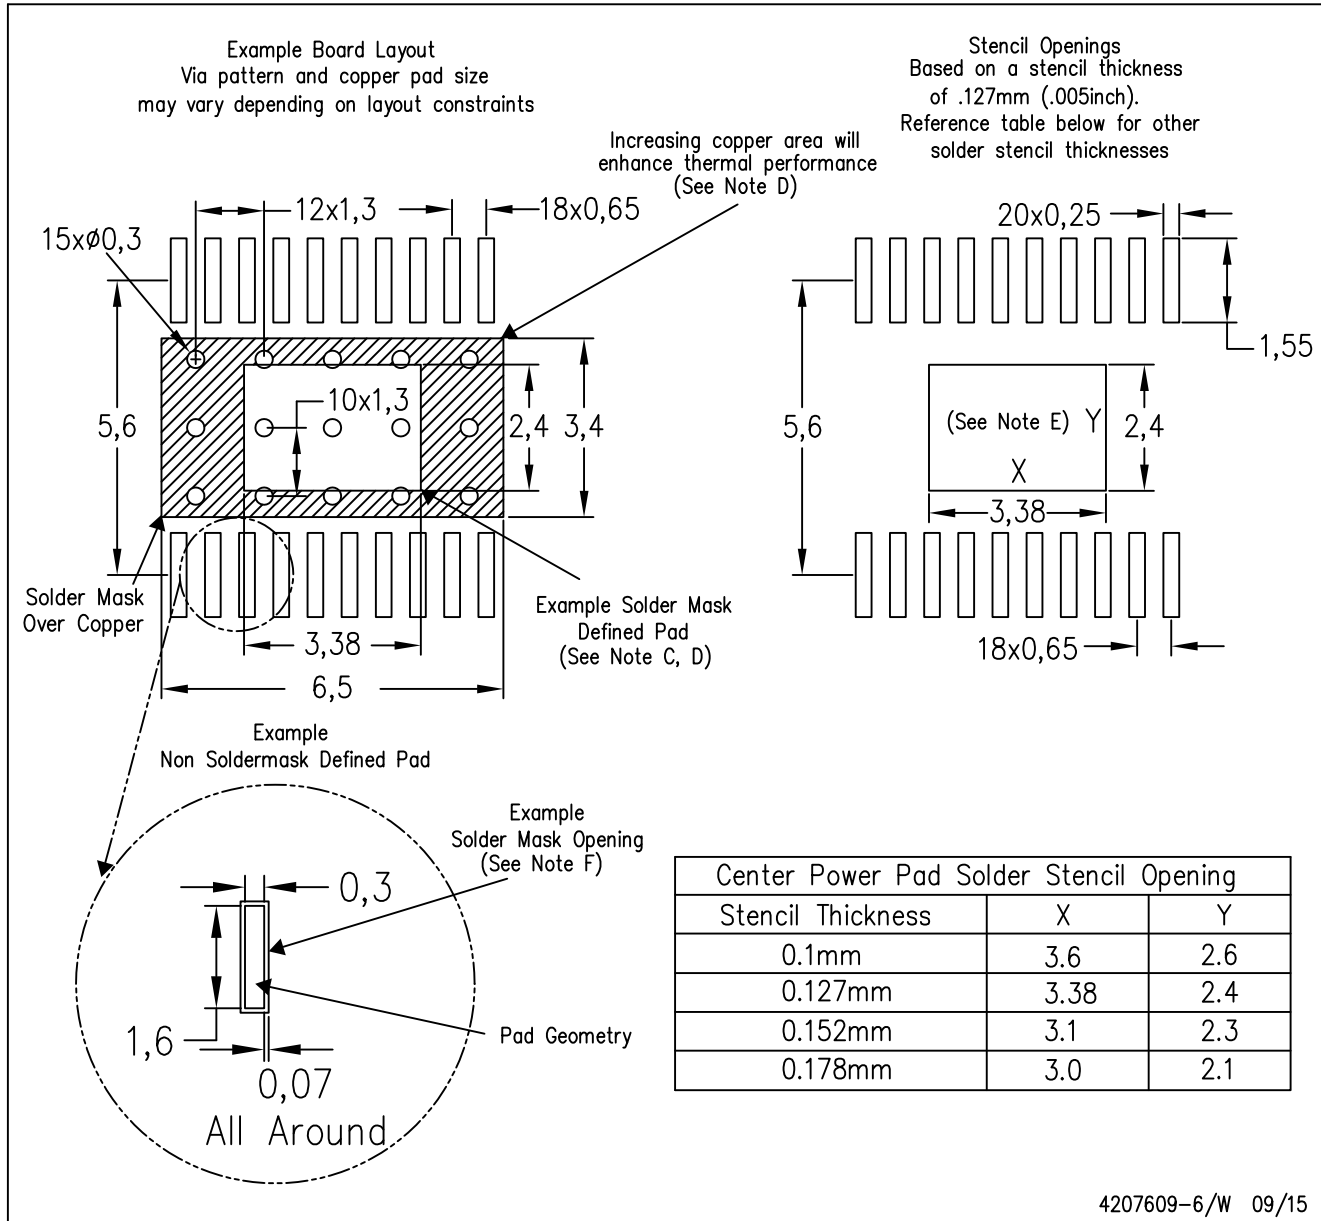 Example Board Layout
Via pattern and copper pad size
may vary depending on layout constraints
Stencil Openings
Based on a stencil thickness
of .127mm (.005inch).
Reference table below for other
solder stencil thicknesses
Increasing copper area will
enhance thermal performance
(See Note D)
12x1,3
18x0,65
15xø0,3
5,6
10x1,3
2,4
3,4
Solder Mask
Over Copper
3,38
6,5
Example Solder Mask
Defined Pad
(See Note C, D)
20x0,25
1,55
5,6
(See Note E)
Y
X
2,4
3,38
18x0,65
Example
Non Soldermask Defined Pad
Example
Solder Mask Opening
(See Note F)
0,3
1,6
Pad Geometry
0,07
All Around
Center Power Pad Solder Stencil Opening
Stencil Thickness X Y
0.1mm 3.6 2.6
0.127mm 3.38 2.4
0.152mm 3.1 2.3
0.178mm 3.0 2.1
4207609-6/W 09/15